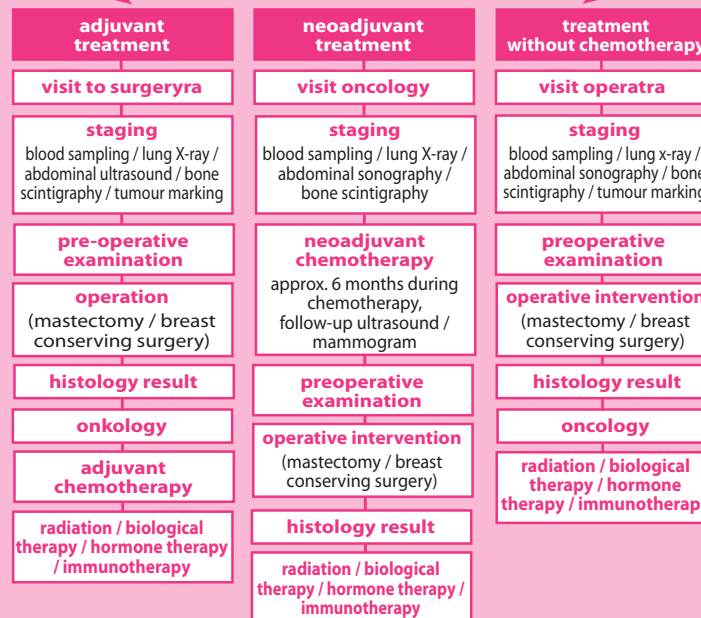 adjuvant
treatment
visit to surgeryra
staging
blood sampling / lung X-ray /
abdominal ultrasound / bone
scintigraphy / tumour marking
pre-operative
examination
operation
(mastectomy / breast
conserving surgery)
histology result
onkology
adjuvant
chemotherapy
radiation / biological
therapy / hormone therapy
/ immunotherapy
neoadjuvant
treatment
visit oncology
staging
blood sampling / lung X-ray /
abdominal sonography /
bone scintigraphy
neoadjuvant
chemotherapy
approx. 6 months during
chemotherapy,
follow-up ultrasound /
mammogram
preoperative
examination
operative intervention
(mastectomy / breast
conserving surgery)
histology result
radiation / biological
therapy / hormone therapy /
immunotherapy
treatment
without chemotherapy
visit operatra
staging
blood sampling / lung x-ray /
abdominal sonography / bone
scintigraphy / tumour marking
preoperative
examination
operative intervention
(mastectomy / breast
conserving surgery)
histology result
oncology
radiation / biological
therapy / hormone
therapy / immunotherap